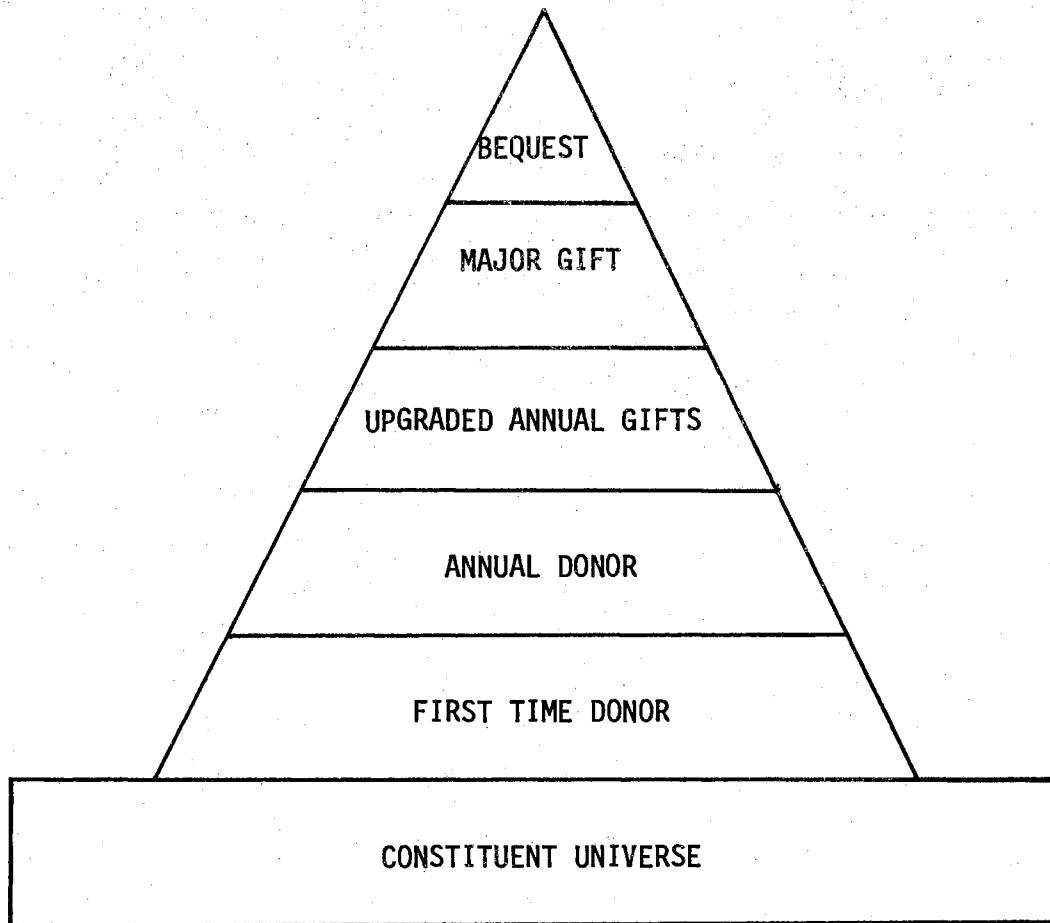 BEQUEST
MAJOR GIFT
UPGRADED ANNUAL GIFTS
ANNUAL DONOR
FIRST TIME DONOR
CONSTITUENT UNIVERSE